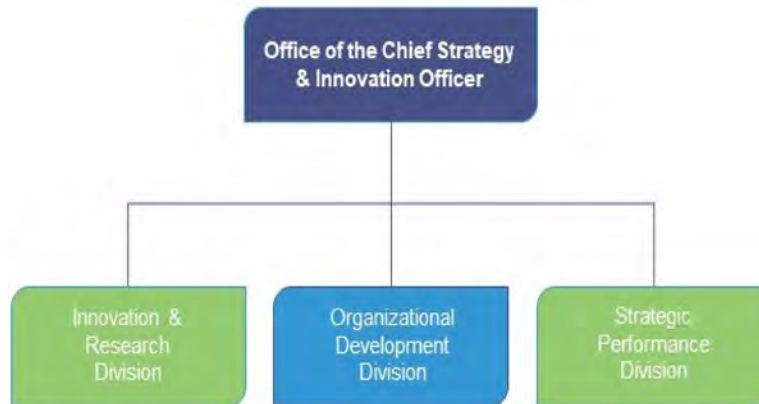 Office of the Chief Strategy
& Innovation Officer
Innovation &
Research
Division
Organizational
Development
Division
Strategic
Performance
Division